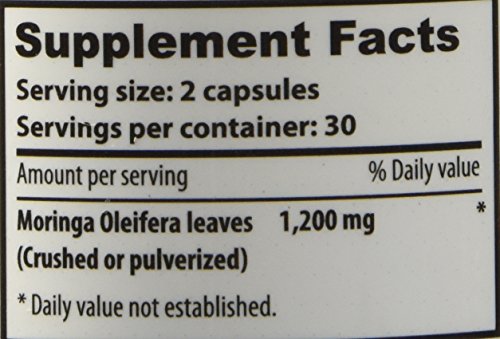 Supplement Facts
Serving size: 2 capsules
Servings per container: 30
Amount per serving % Daily value
Moringa Oleifera leaves 1,200 mg *
(Crushed or pulverized)
* Daily value not established.